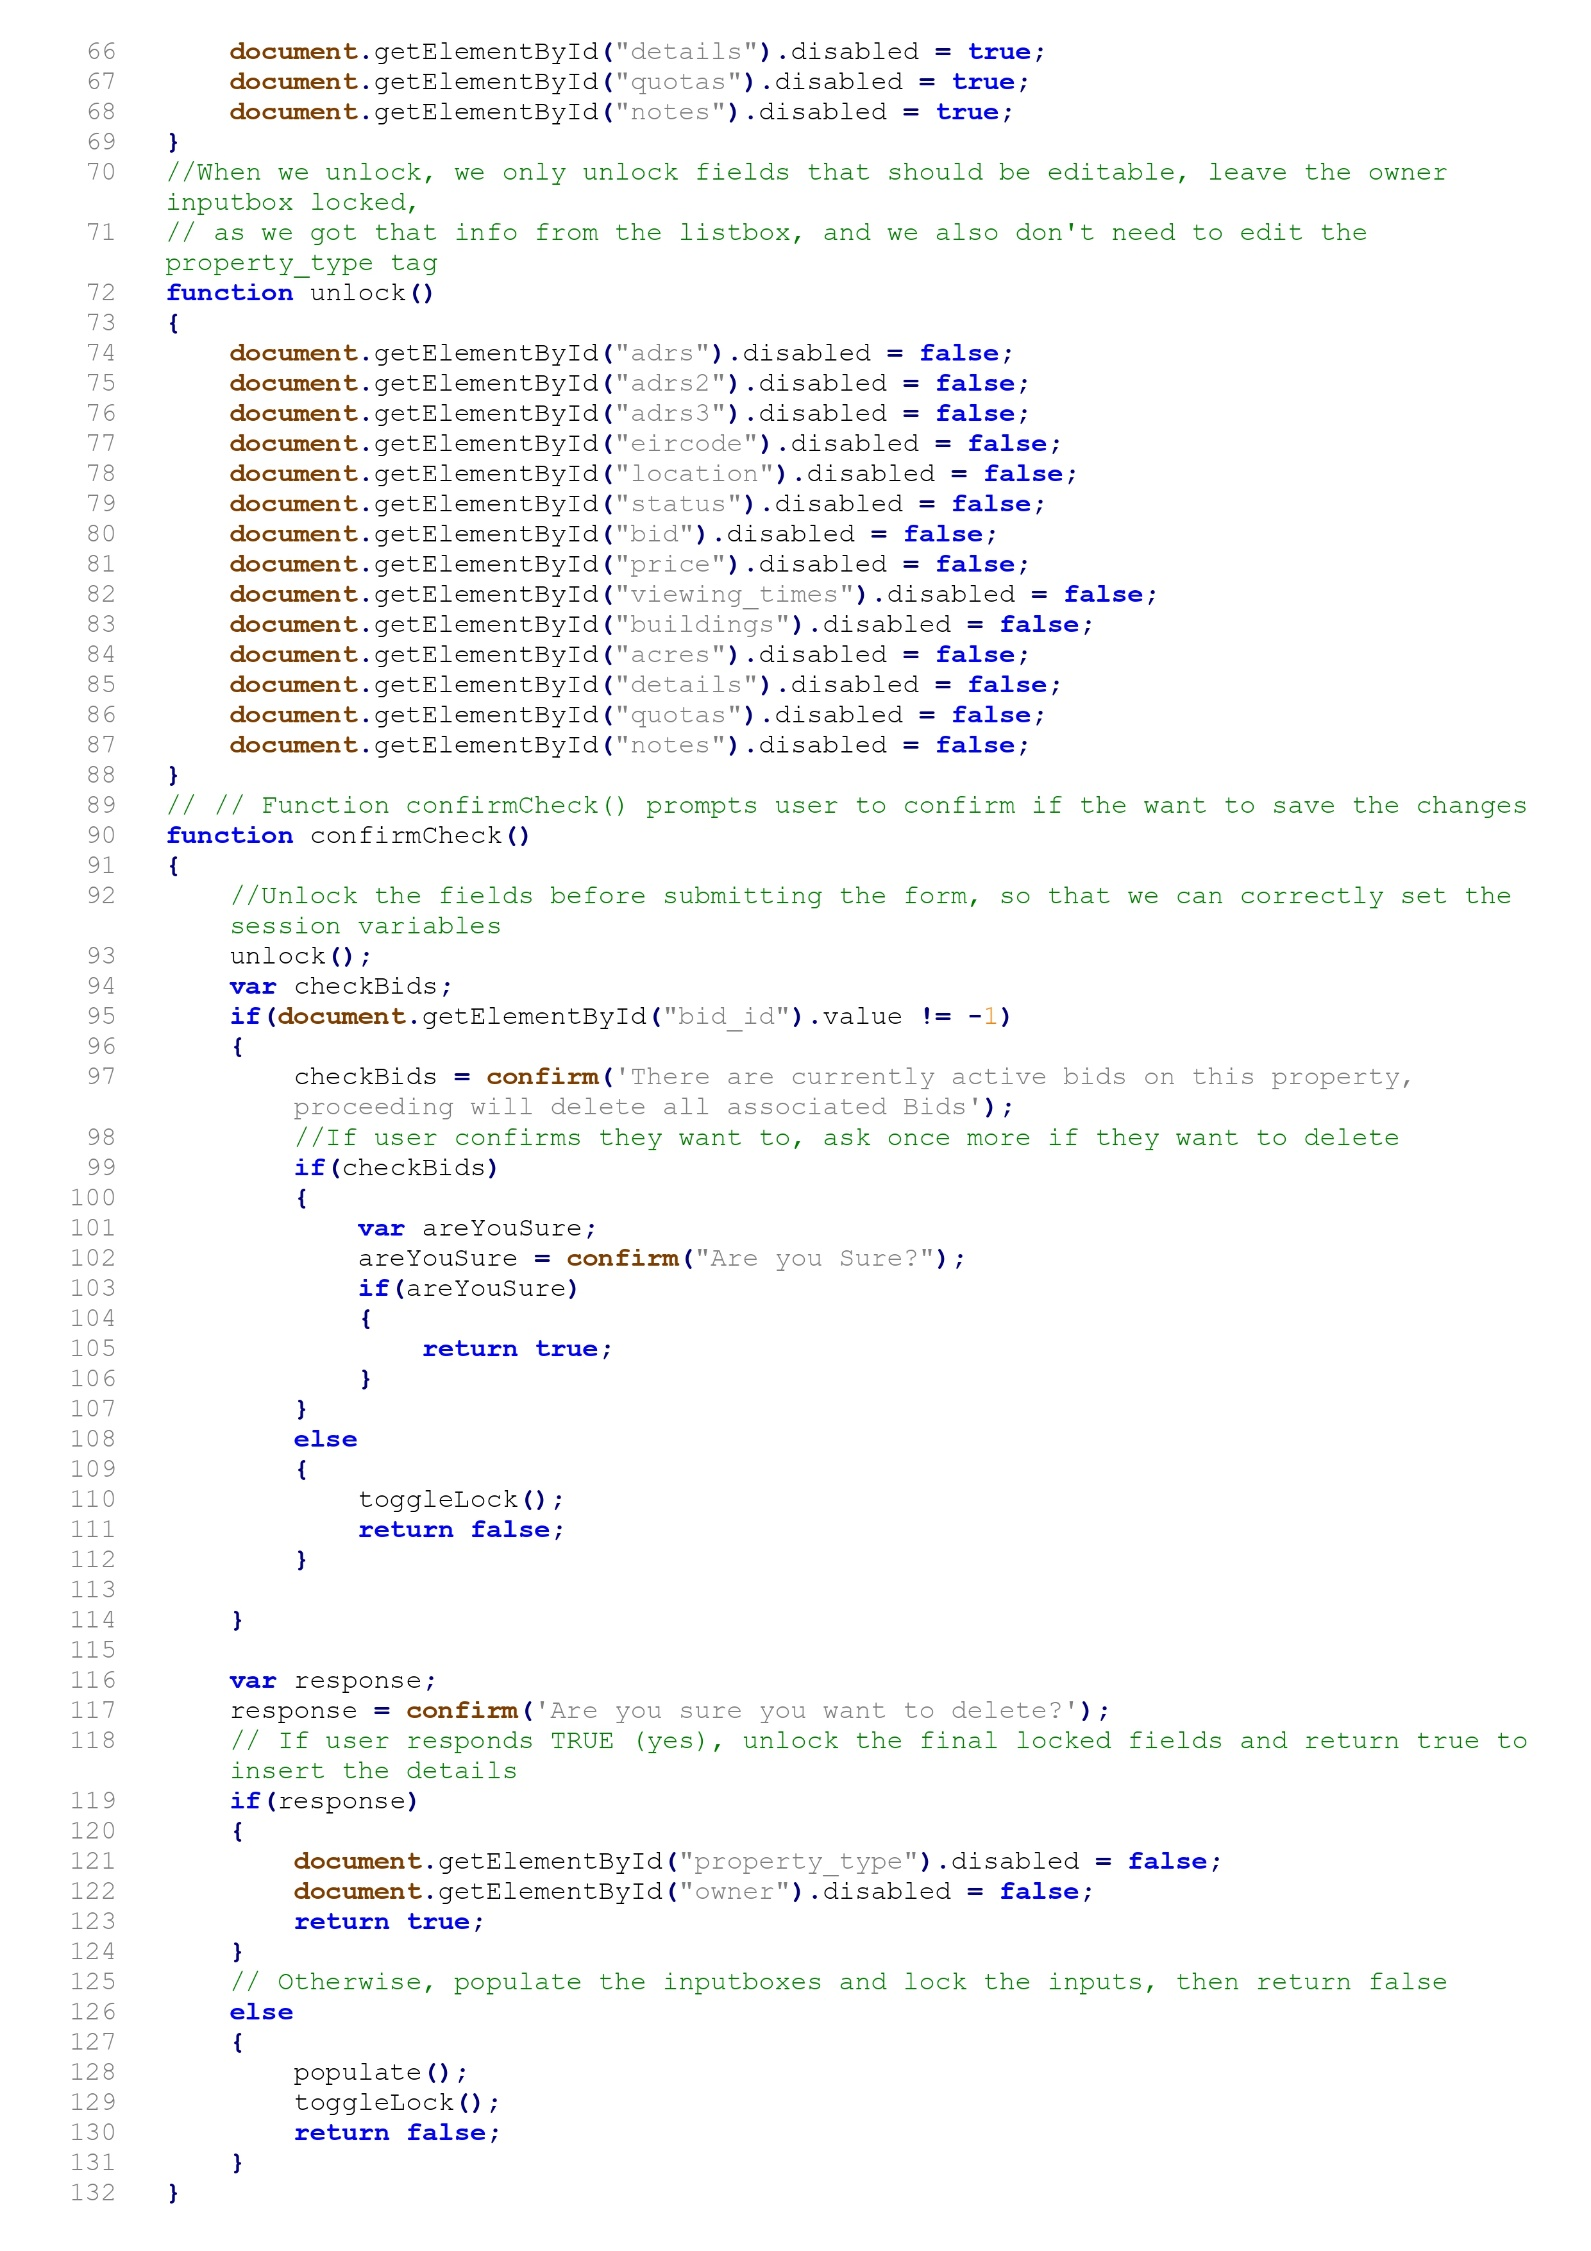 66 document.getElementById("details").disabled = true;
67 document.getElementById("quotas").disabled = true;
68 document.getElementById("notes").disabled = true;
69 }
70 //When we unlock, we only unlock fields that should be editable, leave the owner
inputbox locked,
71 // as we got that info from the listbox, and we also don't need to edit the
property_type tag
72 function unlock()
73 {
74 document.getElementById("adrs").disabled = false;
75 document.getElementById("adrs2").disabled = false;
76 document.getElementById("adrs3").disabled = false;
77 document.getElementById("eircode").disabled = false;
78 document.getElementById("location").disabled = false;
79 document.getElementById("status").disabled = false;
80 document.getElementById("bid").disabled = false;
81 document.getElementById("price").disabled = false;
82 document.getElementById("viewing_times").disabled = false;
83 document.getElementById("buildings").disabled = false;
84 document.getElementById("acres").disabled = false;
85 document.getElementById("details").disabled = false;
86 document.getElementById("quotas").disabled = false;
87 document.getElementById("notes").disabled = false;
88 }
89 // // Function confirmCheck() prompts user to confirm if the want to save the changes
90 function confirmCheck()
91 {
92 //Unlock the fields before submitting the form, so that we can correctly set the
session variables
93 unlock();
94 var checkBids;
95 if(document.getElementById("bid_id").value != -1)
96 {
97 checkBids = confirm('There are currently active bids on this property,
proceeding will delete all associated Bids');
98 //If user confirms they want to, ask once more if they want to delete
99 if(checkBids)
100 {
101 var areYouSure;
102 areYouSure = confirm("Are you Sure?");
103 if(areYouSure)
104 {
105 return true;
106 }
107 }
108 else
109 {
110 toggleLock();
111 return false;
112 }
113
114 }
115
116 var response;
117 response = confirm('Are you sure you want to delete?');
118 // If user responds TRUE (yes), unlock the final locked fields and return true to
insert the details
119 if(response)
120 {
121 document.getElementById("property_type").disabled = false;
122 document.getElementById("owner").disabled = false;
123 return true;
124 }
125 // Otherwise, populate the inputboxes and lock the inputs, then return false
126 else
127 {
128 populate();
129 toggleLock();
130 return false;
131 }
132 }